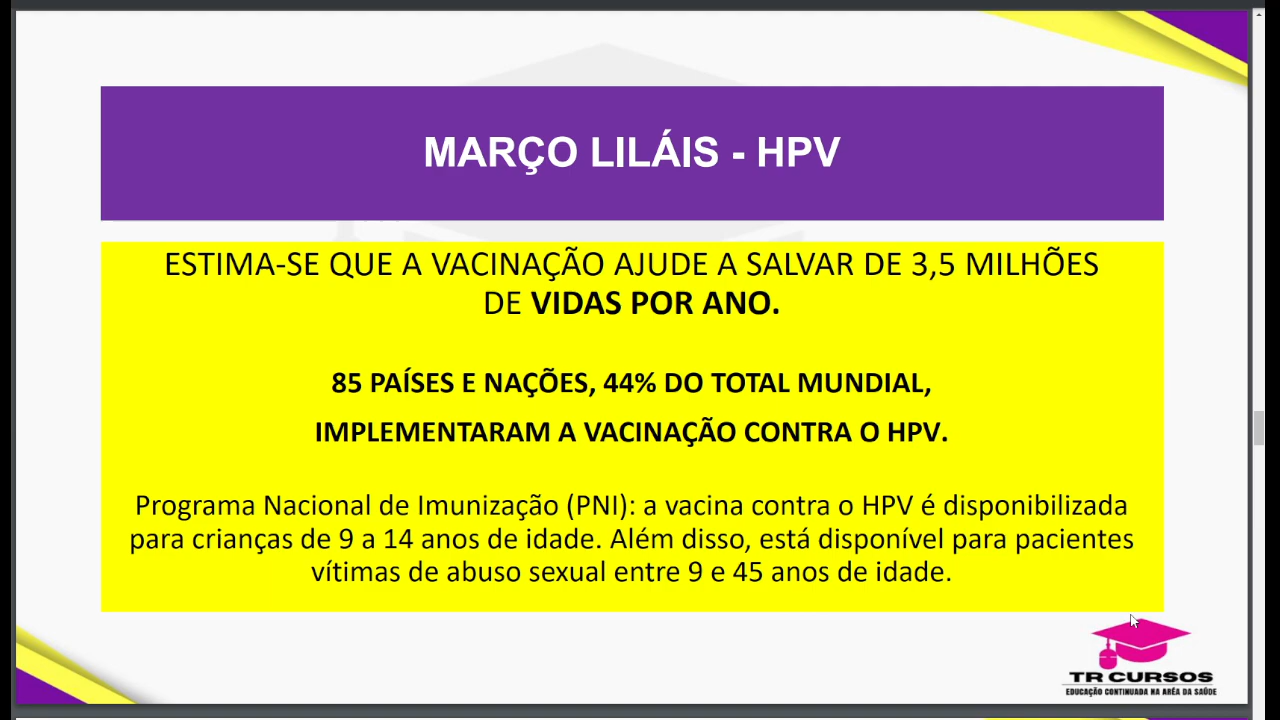 MARÇO LILÁIS - HPV
ESTIMA-SE QUE A VACINAÇÃO AJUDE A SALVAR DE 3,5 MILHÕES
DE VIDAS POR ANO.
85 PAÍSES E NAÇÕES, 44% DO TOTAL MUNDIAL,
IMPLEMENTARAM A VACINAÇÃO CONTRA O HPV.
Programa Nacional de Imunização (PNI): a vacina contra o HPV é disponibilizada
para crianças de 9 a 14 anos de idade. Além disso, está disponível para pacientes
vítimas de abuso sexual entre 9 e 45 anos de idade.
TR CURSOS
EDUCAÇÃO CONTINUADA NA ARÉA DA SAÚDE